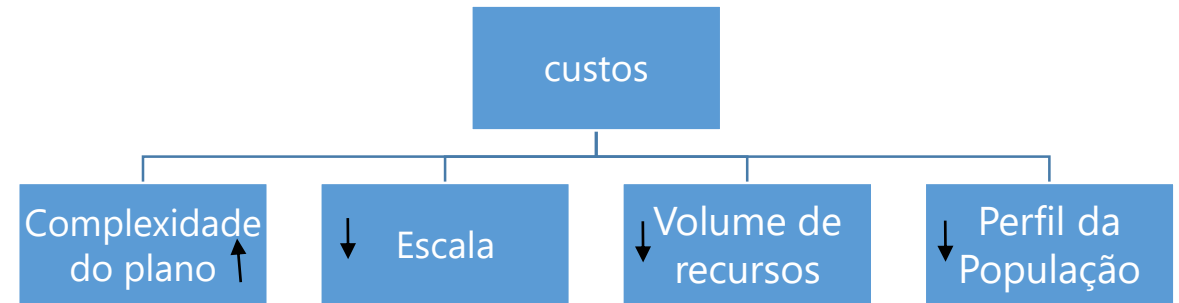 custos
Complexidade
do plano
Escala
Volume de
recursos
Perfil da
População